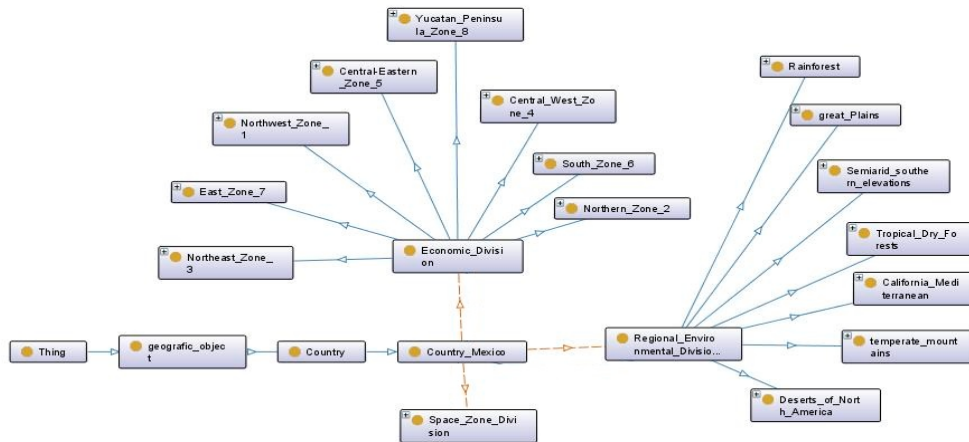 Yucatan_Peninsu
la_Zone_8
Central-Eastern
_Zone_5
Central_West_Zo
ne_4
Northwest_Zone_
1
South_Zone_6
East_Zone_7
Northern_Zone_2
Economic_Divisi
on
Northeast_Zone_
3
Rainforest
great_Plains
Semiarid_southe
rn_elevations
Tropical_Dry_Fo
rests
California_Medi
terranean
Thing
geografic_objec
t
Country
Country_Mexico
Regional_Enviro
nmental_Divisio...
temperate_mount
ains
Space_Zone_Divi
sion
Deserts_of_Nort
h_America